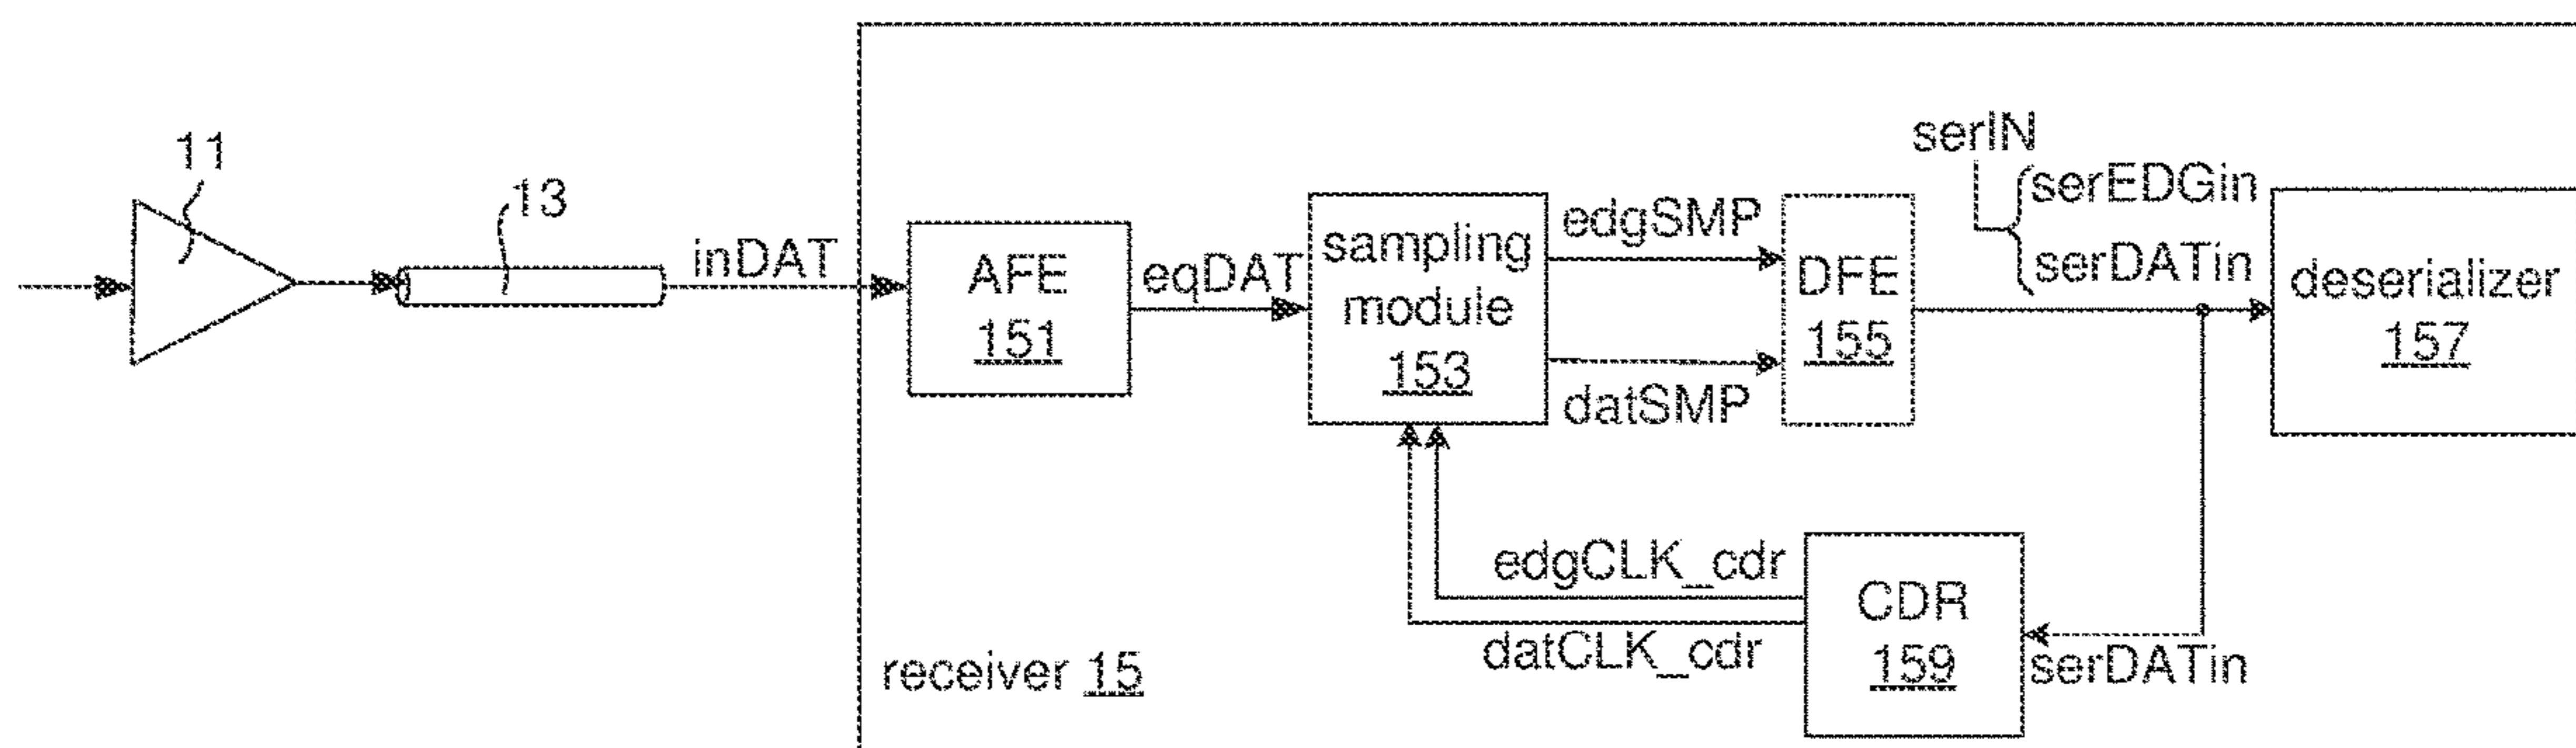 11
13
inDAT
AFE
151
eqDAT
sampling
module
153
edgSMP
datSMP
DFE
155
serIN
serEDGin
serDATin
deserializer
157
edgCLK_cdr
datCLK_cdr
CDR
159
serDATin
receiver 15